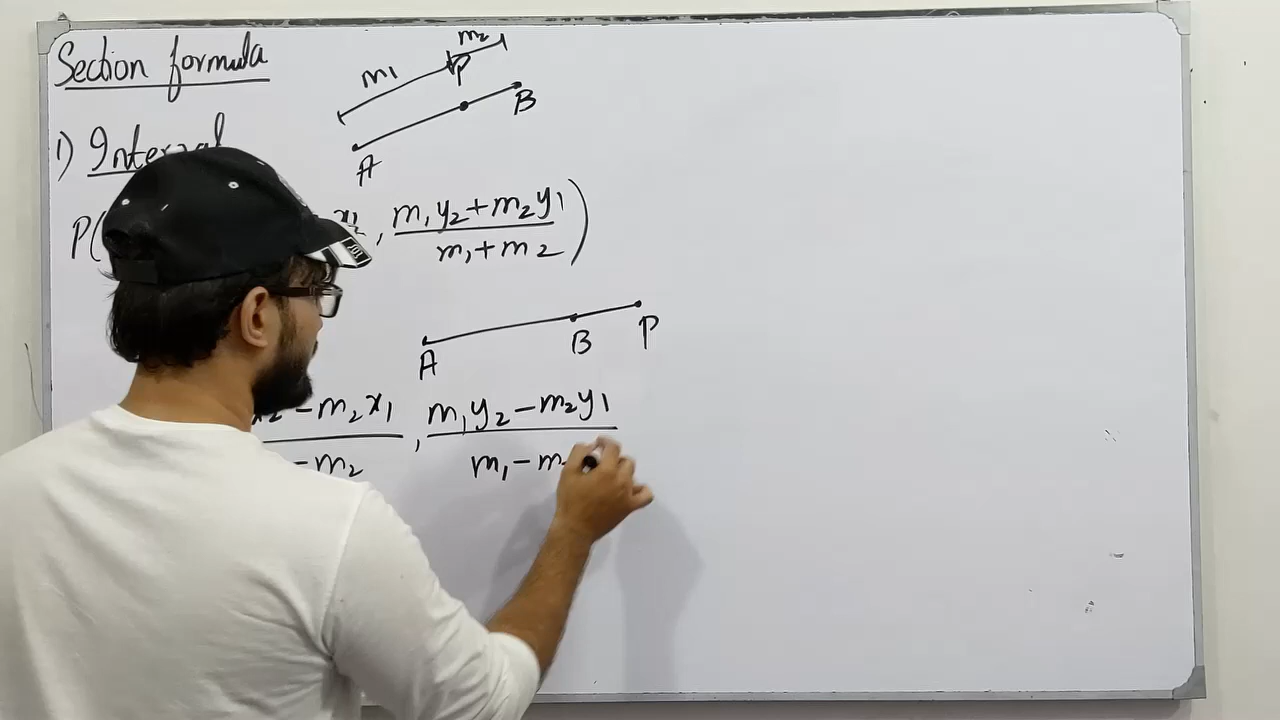 Section formula
m1 m2
P
A B
1) Internal
P( , m1y2+m2y1 / m1+m2 )
A B P
- m2x1 / - m2 , m1y2 - m2y1 / m1 - m